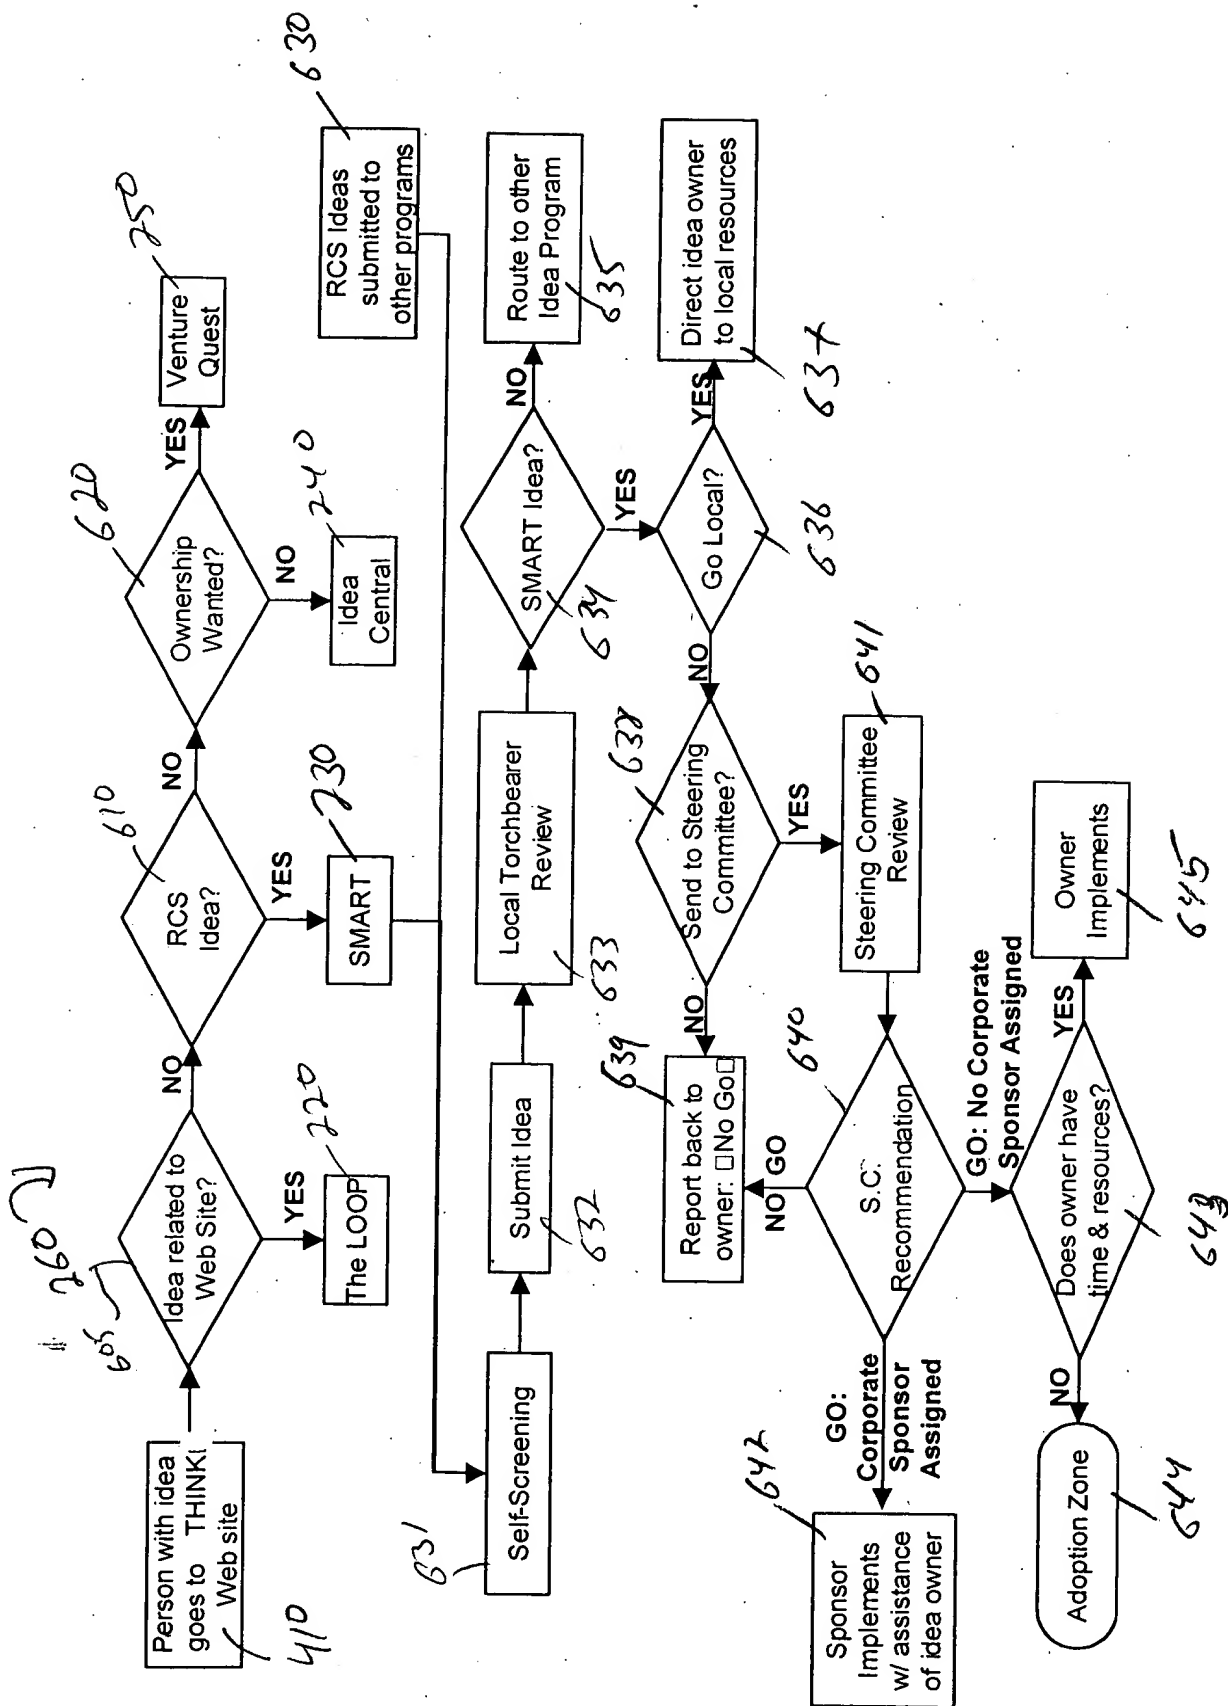 260
605
Person with idea
goes to THINK!
Web site
410
Idea related to
Web Site?
NO
YES
The LOOP
220
RCS
Idea?
610
NO
YES
SMART
230
Ownership
Wanted?
620
YES
NO
Venture
Quest
250
Idea
Central
240
RCS Ideas
submitted to
other programs
630
Self-Screening
631
Submit Idea
632
Local Torchbearer
Review
633
SMART Idea?
634
NO
YES
Route to other
Idea Program
635
Go Local?
636
YES
NO
Direct idea owner
to local resources
637
Send to Steering
Committee?
638
NO
YES
Report back to
owner: □No Go□
639
Steering Committee
Review
641
S.C.
Recommendation
640
NO GO
GO:
Corporate
Sponsor
Assigned
GO: No Corporate
Sponsor Assigned
Sponsor
Implements
w/ assistance
of idea owner
642
Does owner have
time & resources?
643
YES
NO
Owner
Implements
645
Adoption Zone
644